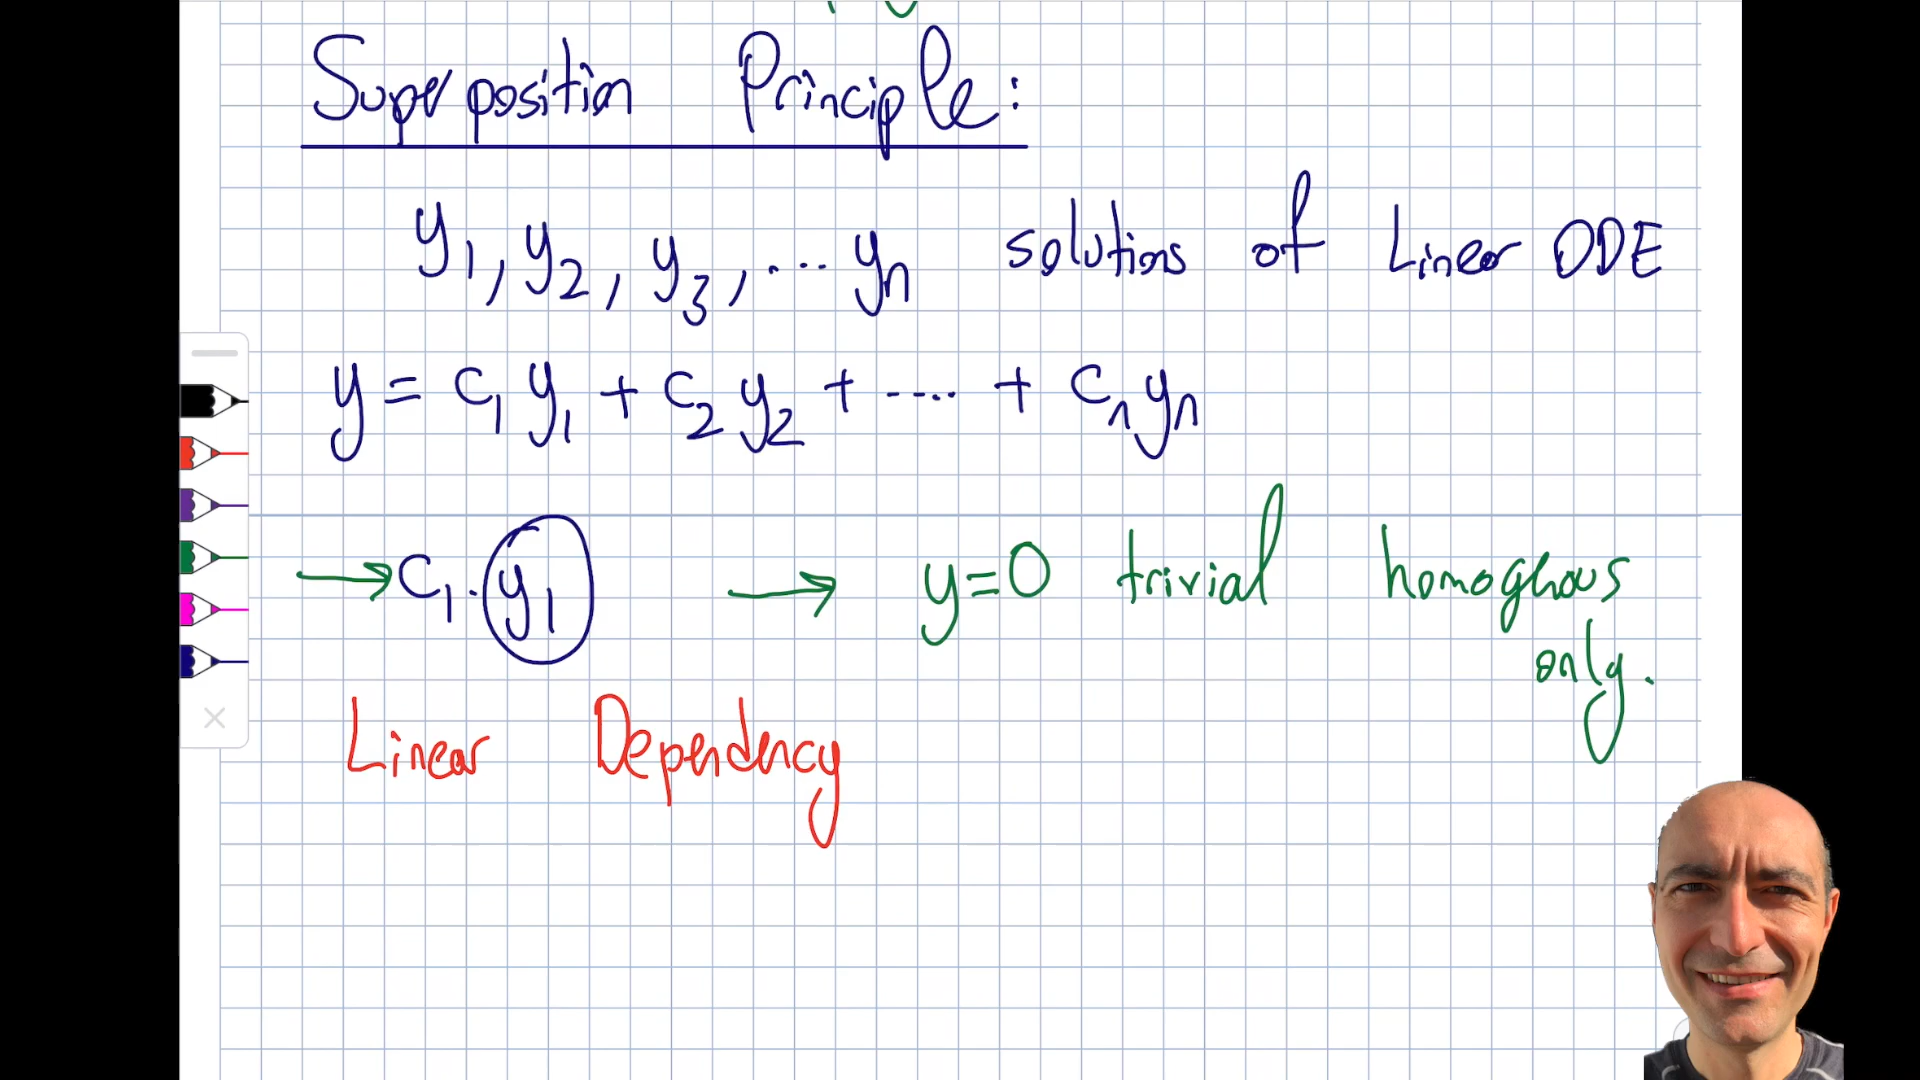 Superposition Principle:
y₁, y₂, y₃, .... yₙ solutions of Linear ODE
y = c₁ y₁ + c₂ y₂ + .... + cₙ yₙ
→ c₁ . y₁ → y=0 trivial homoghous
only.
Linear Dependency